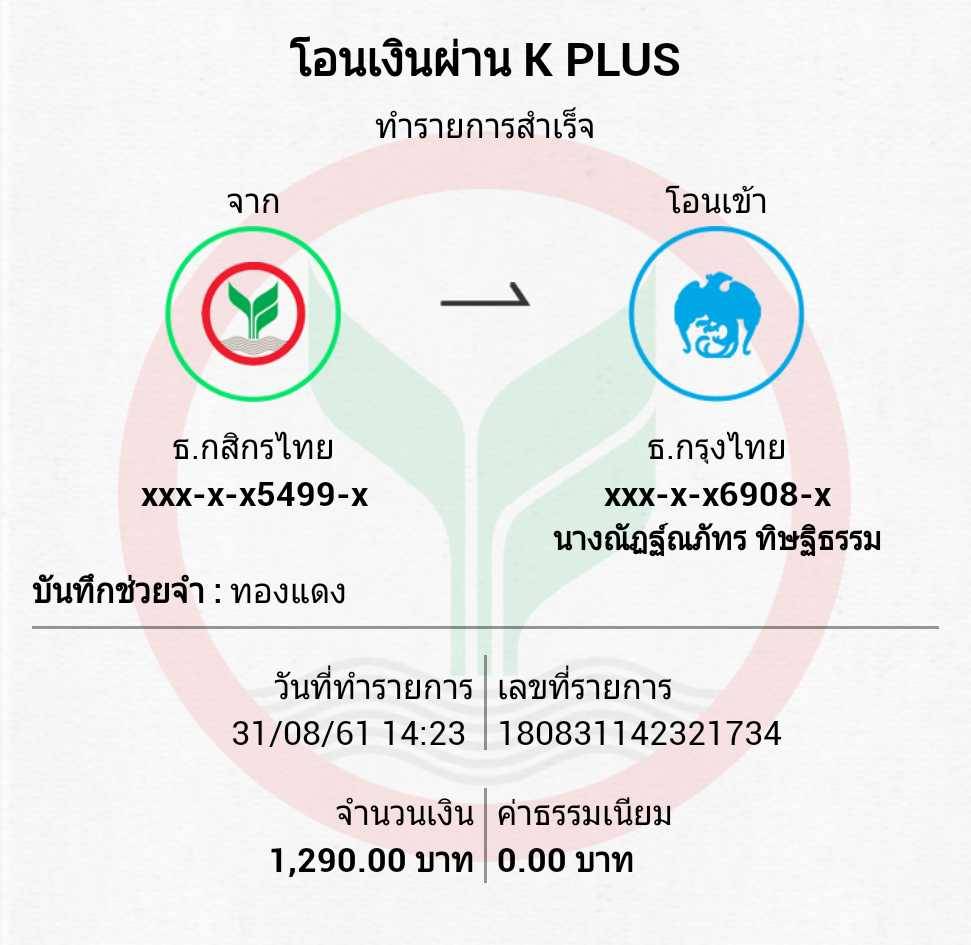 โอนเงินผ่าน K PLUS
ทำรายการสำเร็จ
จาก
โอนเข้า
ธ.กสิกรไทย
xxx-x-x5499-x
ธ.กรุงไทย
xxx-x-x6908-x
นางณัฏฐ์ณภัทร ทิษฐิธรรม
บันทึกช่วยจำ : ทองแดง
วันที่ทำรายการ
31/08/61 14:23
เลขที่รายการ
180831142321734
จำนวนเงิน
1,290.00 บาท
ค่าธรรมเนียม
0.00 บาท